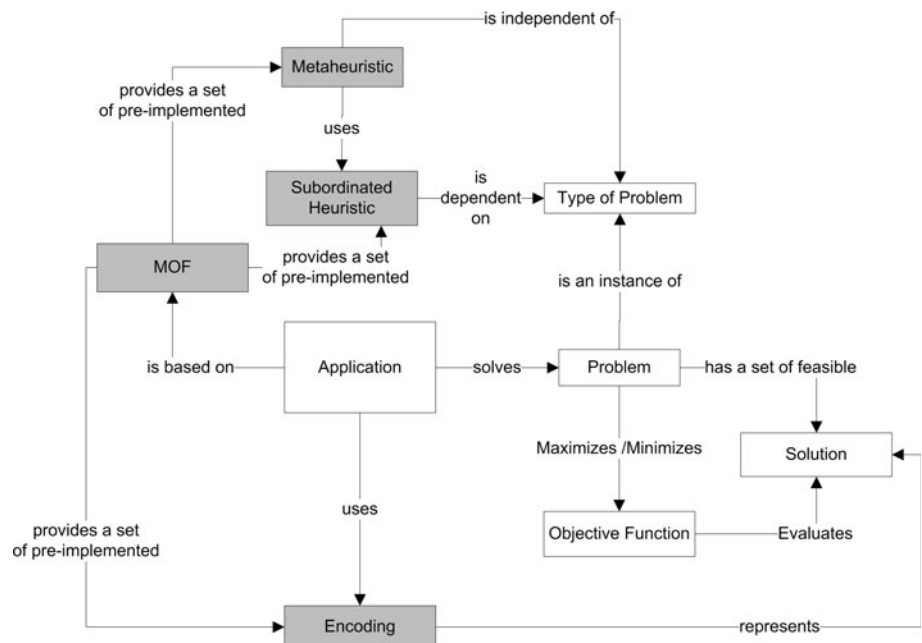 is independent of
Metaheuristic
provides a set
of pre-implemented
uses
Subordinated
Heuristic
is
dependent
on
Type of Problem
MOF
provides a set
of pre-implemented
is an instance of
is based on
Application
solves
Problem
has a set of feasible
Maximizes /Minimizes
Solution
uses
provides a set
of pre-implemented
Objective Function
Evaluates
Encoding
represents